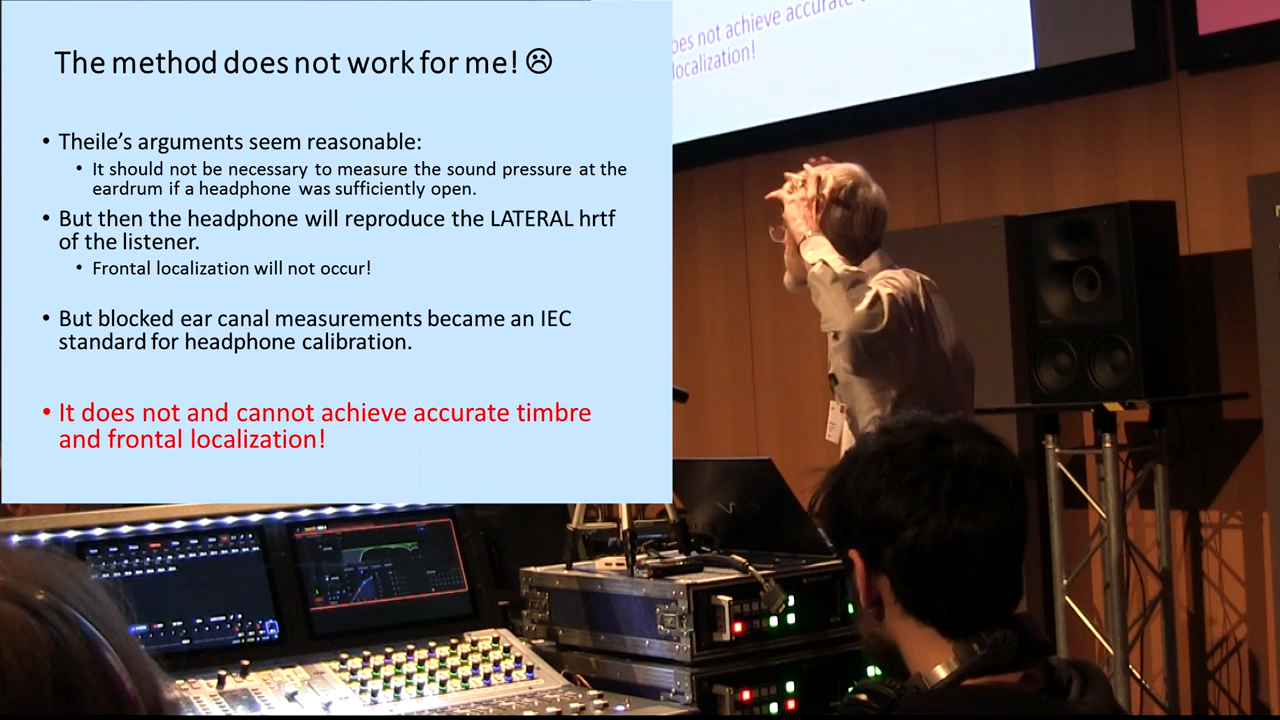 The method does not work for me! ☹
• Theile's arguments seem reasonable:
• It should not be necessary to measure the sound pressure at the
eardrum if a headphone was sufficiently open.
• But then the headphone will reproduce the LATERAL hrtf
of the listener.
• Frontal localization will not occur!
• But blocked ear canal measurements became an IEC
standard for headphone calibration.
• It does not and cannot achieve accurate timbre
and frontal localization!
oes not achieve accurate
localization!
VAIO